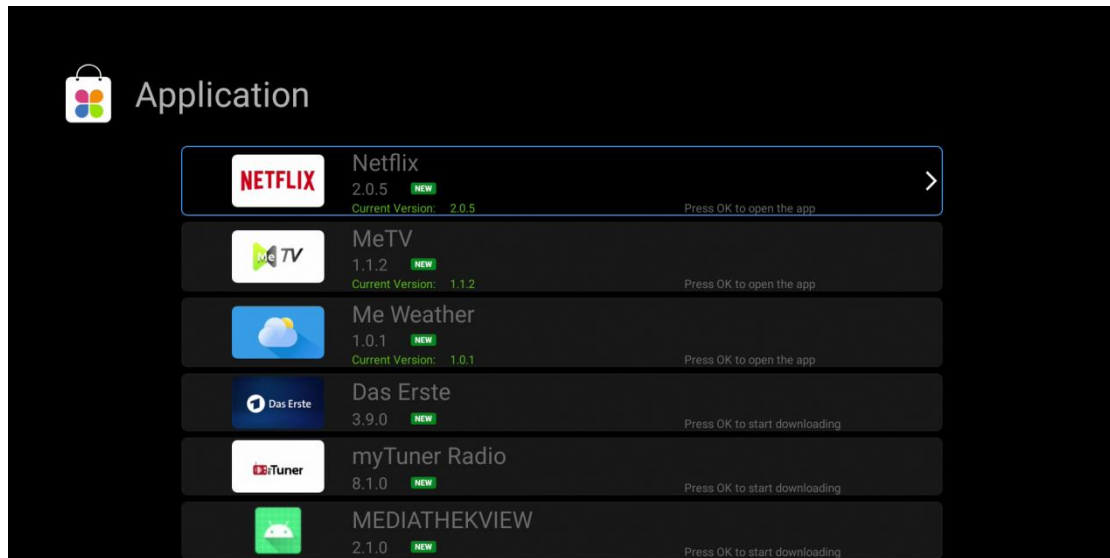 Application
NETFLIX
Netflix
2.0.5 NEW
Current Version: 2.0.5 Press OK to open the app
Me TV
MeTV
1.1.2 NEW
Current Version: 1.1.2 Press OK to open the app
Me Weather
1.0.1 NEW
Current Version: 1.0.1 Press OK to open the app
1 Das Erste
Das Erste
3.9.0 NEW
Press OK to start downloading
Tuner
myTuner Radio
8.1.0 NEW
Press OK to start downloading
MEDIATHEKVIEW
2.1.0 NEW
Press OK to start downloading